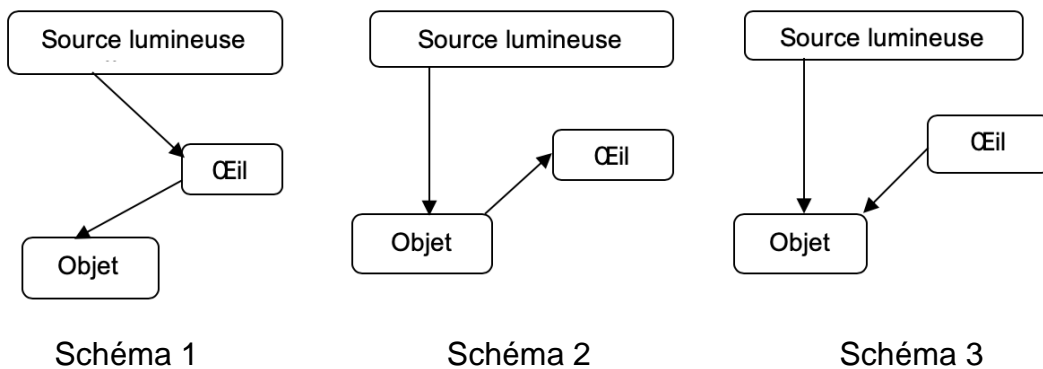 Source lumineuse
Œil
Objet
Schéma 1
Source lumineuse
Œil
Objet
Schéma 2
Source lumineuse
Œil
Objet
Schéma 3